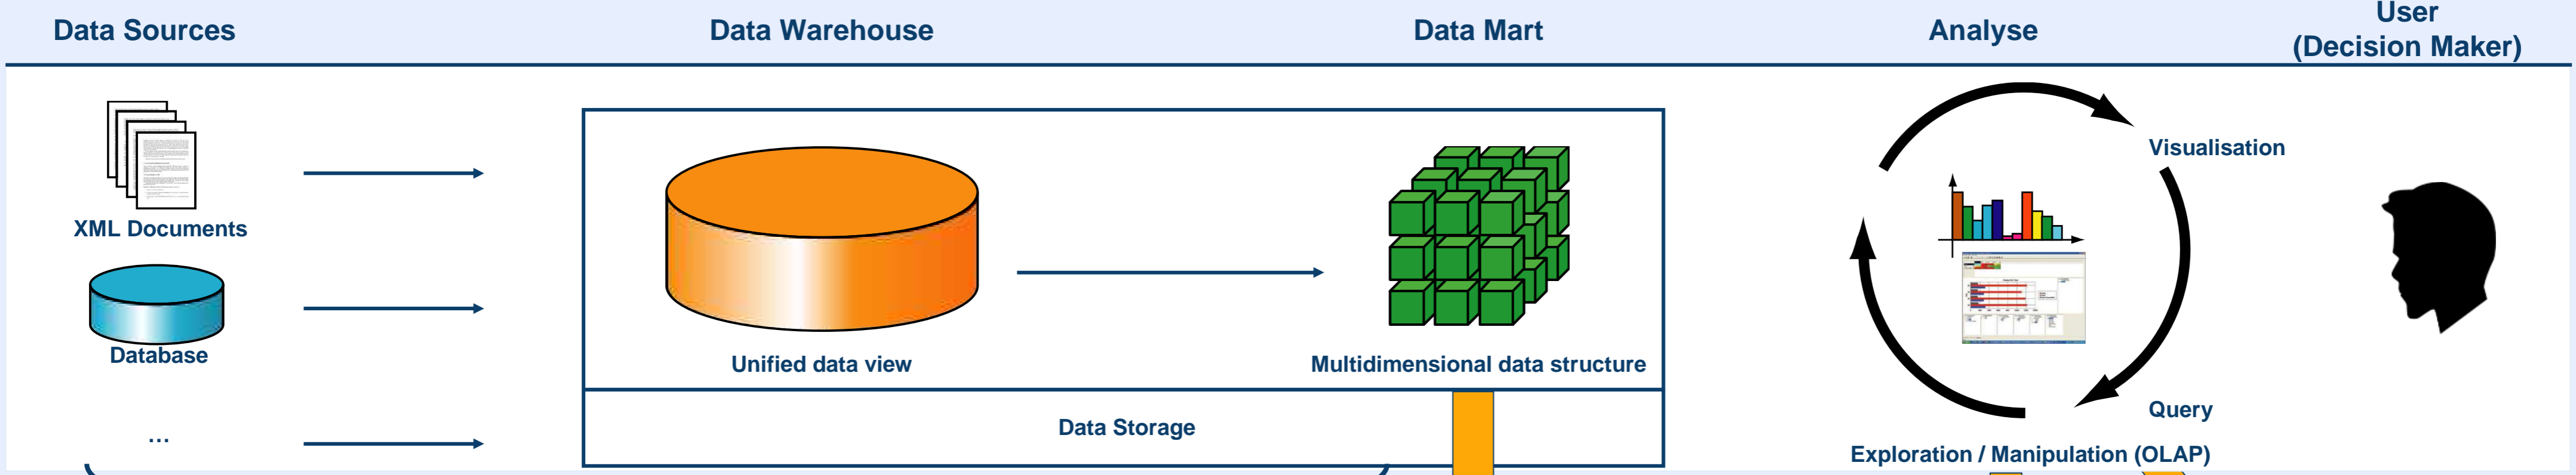 Data Sources
Data Warehouse
Data Mart
Analyse
User
(Decision Maker)
XML Documents
Database
...
Unified data view
Multidimensional data structure
Data Storage
Visualisation
Query
Exploration / Manipulation (OLAP)